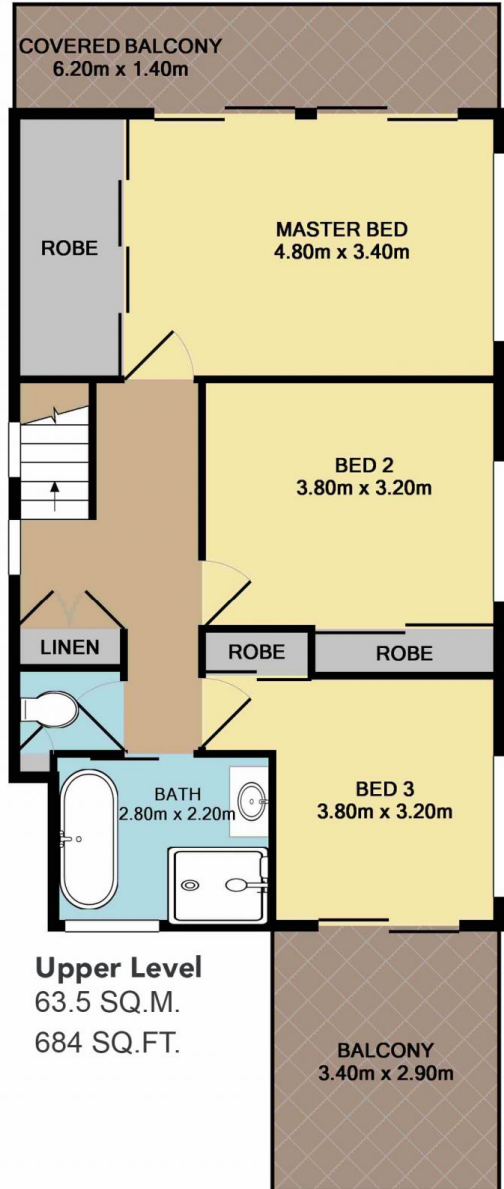 COVERED BALCONY
6.20m x 1.40m
ROBE
MASTER BED
4.80m x 3.40m
BED 2
3.80m x 3.20m
LINEN
ROBE
ROBE
BATH
2.80m x 2.20m
BED 3
3.80m x 3.20m
Upper Level
63.5 SQ.M.
684 SQ.FT.
BALCONY
3.40m x 2.90m